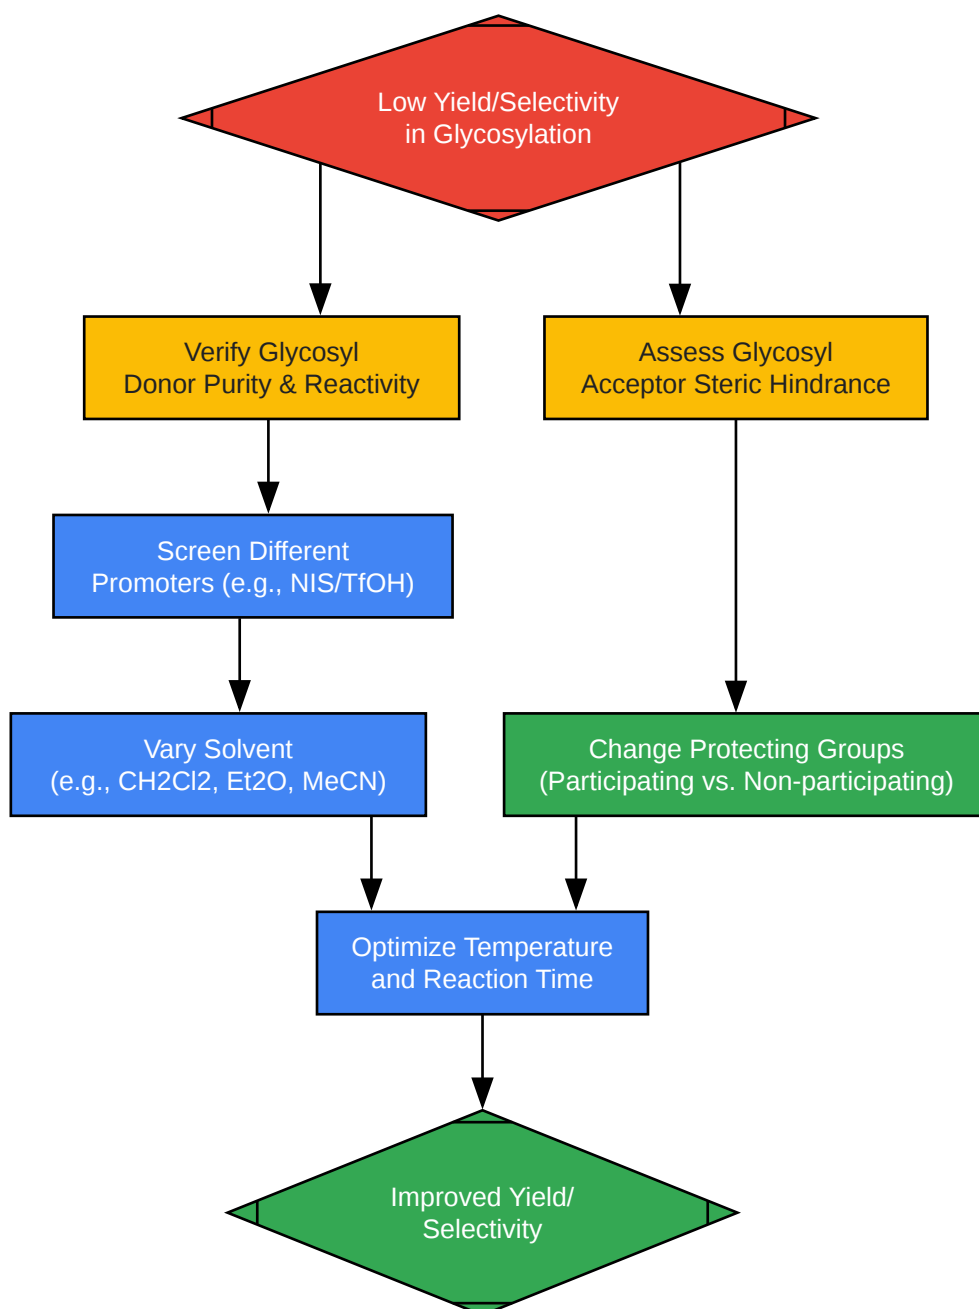 Low Yield/Selectivity
in Glycosylation
Verify Glycosyl
Donor Purity & Reactivity
Assess Glycosyl
Acceptor Steric Hindrance
Screen Different
Promoters (e.g., NIS/TfOH)
Vary Solvent
(e.g., CH2Cl2, Et2O, MeCN)
Change Protecting Groups
(Participating vs. Non-participating)
Optimize Temperature
and Reaction Time
Improved Yield/
Selectivity